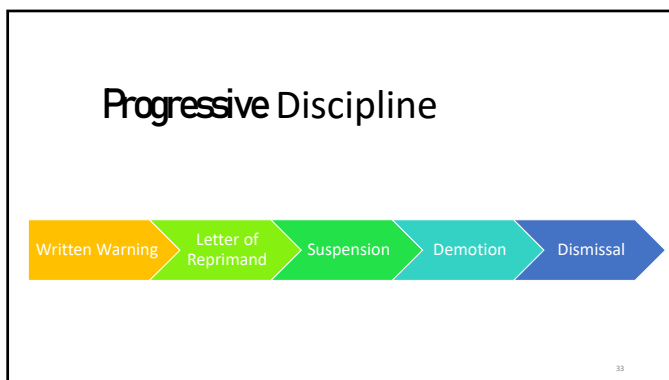 Progressive Discipline
Written Warning
Letter of
Reprimand
Suspension
Demotion
Dismissal
33